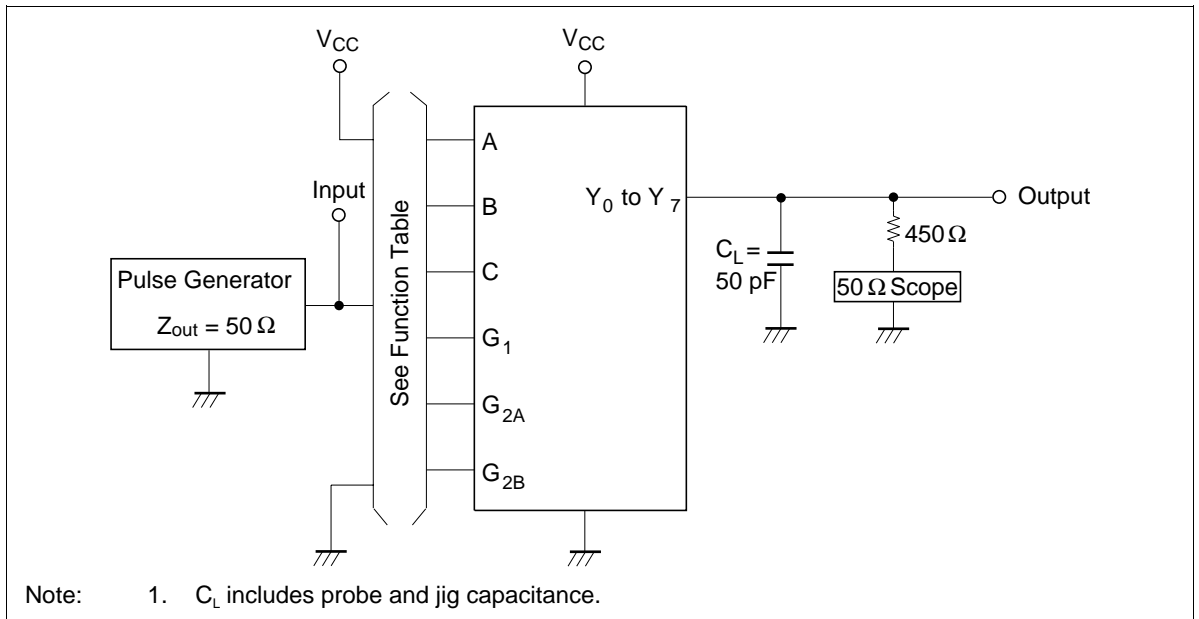 VCC
VCC
Input
Pulse Generator
Zout = 50 Ω
See Function Table
A
B
C
G1
G2A
G2B
Y0 to Y7
CL =
50 pF
450 Ω
50 Ω Scope
Output
Note: 1. CL includes probe and jig capacitance.